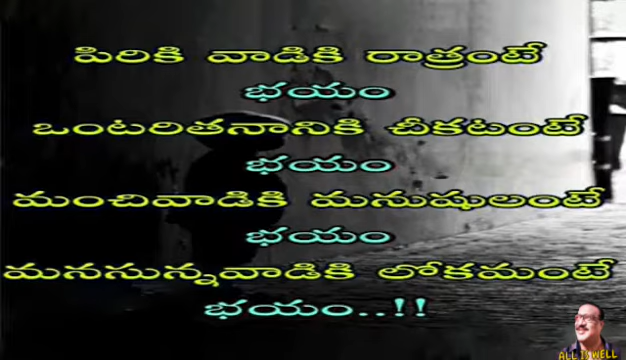 పిరికి వాడికి రాత్రంటే
భయం
ఒంటరితనానికి చీకటంటే
భయం
మంచివాడికి మనుషులంటే
భయం
మనసున్నవాడికి లోకమంటే
భయం..!!
ALL IS WELL